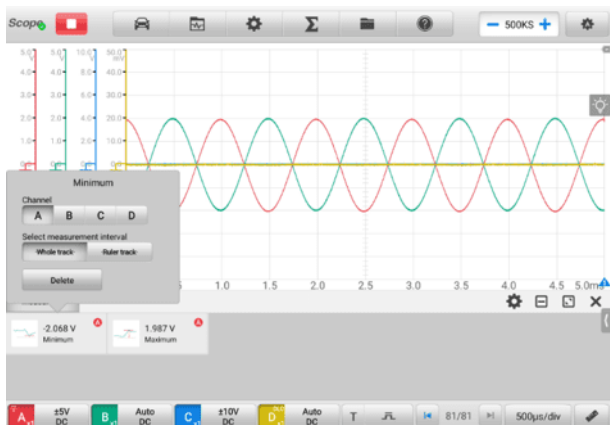 Scope
500KS
5.0 5.0 10.0 50.0
V V V mV
4.0 4.0 8.0 40.0
3.0 3.0 6.0 30.0
2.0 2.0 4.0 20.0
1.0 1.0 2.0 10.0
0.0 0.0 0.0 0.0
Minimum
Channel
A B C D
Select measurement interval
Whole track Ruler track
Delete
1.0 1.5 2.0 2.5 3.0 3.5 4.0 4.5 5.0ms
-2.068 V A
Minimum
1.987 V A
Maximum
A x1 ±5V DC
B x1 Auto DC
C x1 ±10V DC
D x1 Auto DC
T
81/81
500μs/div